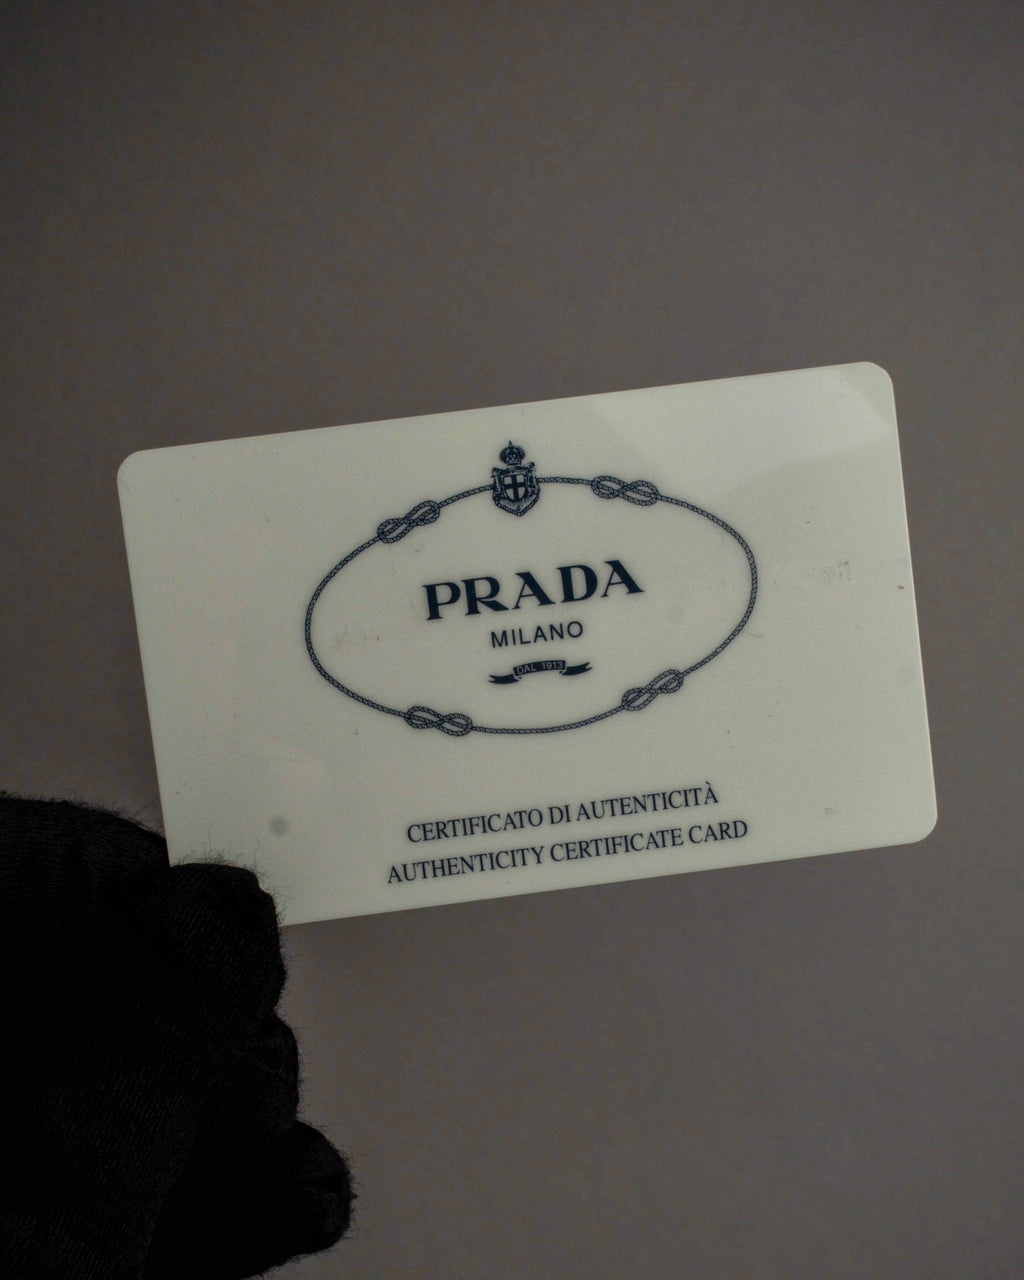 PRADA
MILANO
DAL 1913
CERTIFICATO DI AUTENTICITÀ
AUTHENTICITY CERTIFICATE CARD